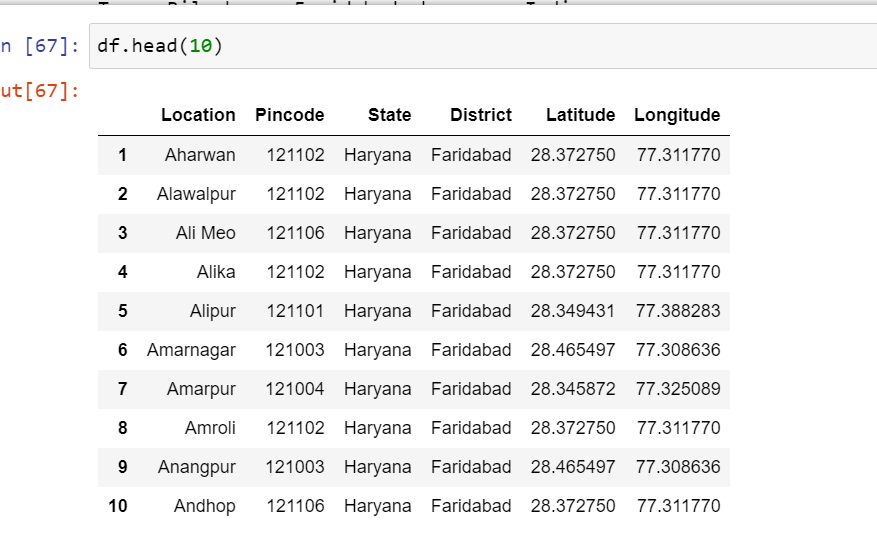 n [67]: df.head(10)
ut[67]:
Location Pincode State District Latitude Longitude
1 Aharwan 121102 Haryana Faridabad 28.372750 77.311770
2 Alawalpur 121102 Haryana Faridabad 28.372750 77.311770
3 Ali Meo 121106 Haryana Faridabad 28.372750 77.311770
4 Alika 121102 Haryana Faridabad 28.372750 77.311770
5 Alipur 121101 Haryana Faridabad 28.349431 77.388283
6 Amarnagar 121003 Haryana Faridabad 28.465497 77.308636
7 Amarpur 121004 Haryana Faridabad 28.345872 77.325089
8 Amroli 121102 Haryana Faridabad 28.372750 77.311770
9 Anangpur 121003 Haryana Faridabad 28.465497 77.308636
10 Andhop 121106 Haryana Faridabad 28.372750 77.311770